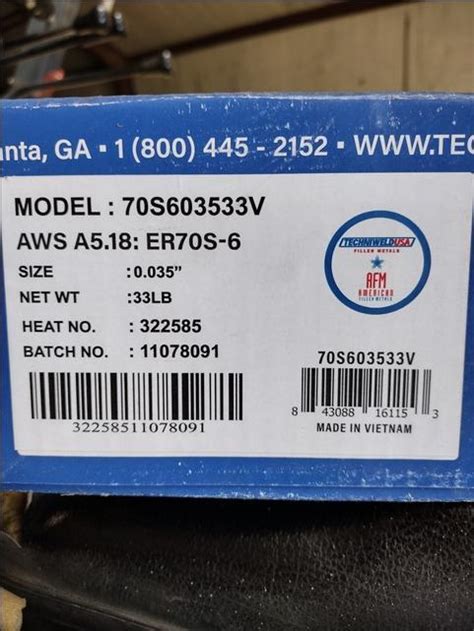 anta, GA ▪ 1 (800) 445 - 2152 ▪ WWW.TEC
MODEL : 70S603533V
AWS A5.18: ER70S-6
SIZE : 0.035”
NET WT :33LB
HEAT NO. : 322585
BATCH NO. : 11078091
32258511078091
TECHNIWELDUSA
FILLER METALS
AFM
AMERICAN
FILLER METALS
70S603533V
8 43088 16115 3
MADE IN VIETNAM